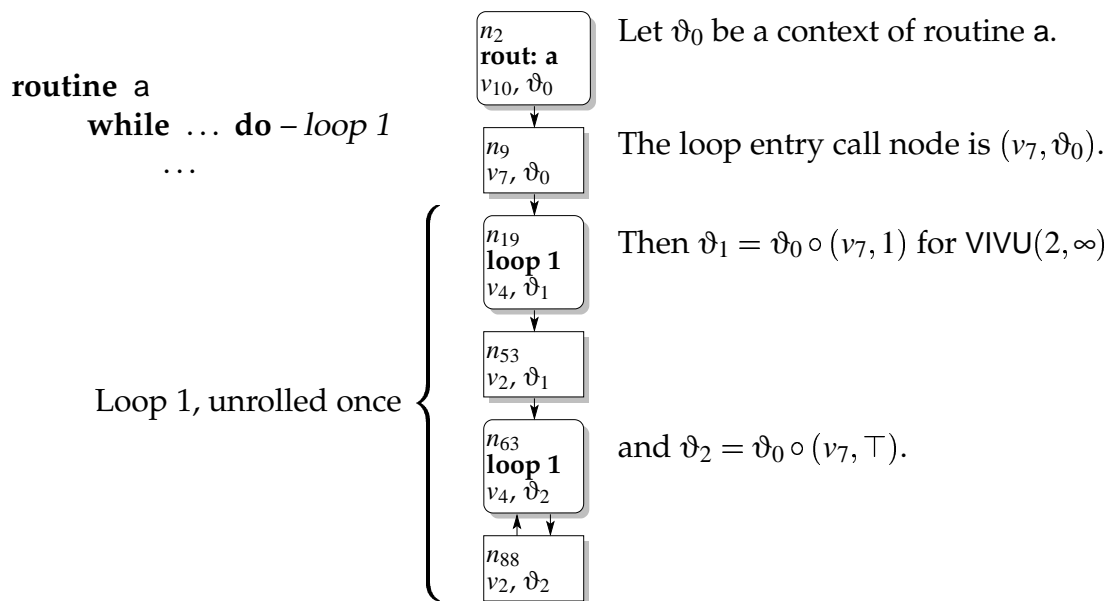 routine a
while … do – loop 1
…
n2
rout: a
v10, ϑ0
Let ϑ0 be a context of routine a.
n9
v7, ϑ0
The loop entry call node is (v7, ϑ0).
n19
loop 1
v4, ϑ1
Then ϑ1 = ϑ0 ∘ (v7, 1) for VIVU(2, ∞)
n53
v2, ϑ1
Loop 1, unrolled once
n63
loop 1
v4, ϑ2
and ϑ2 = ϑ0 ∘ (v7, ⊤).
n88
v2, ϑ2